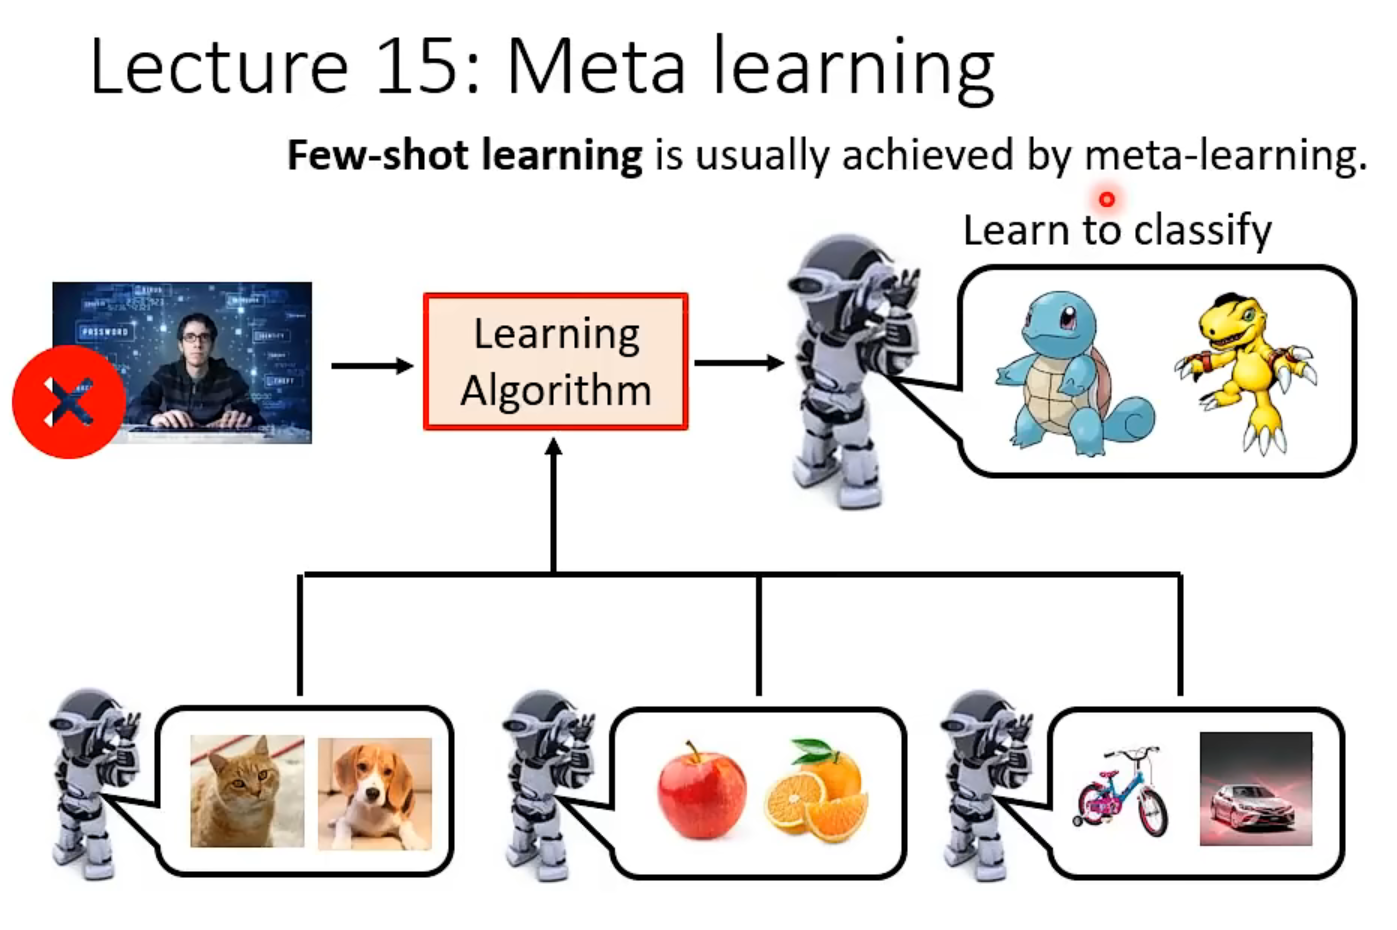 Lecture 15: Meta learning
Few-shot learning is usually achieved by meta-learning.
Learn to classify
PASSWORD
Learning
Algorithm